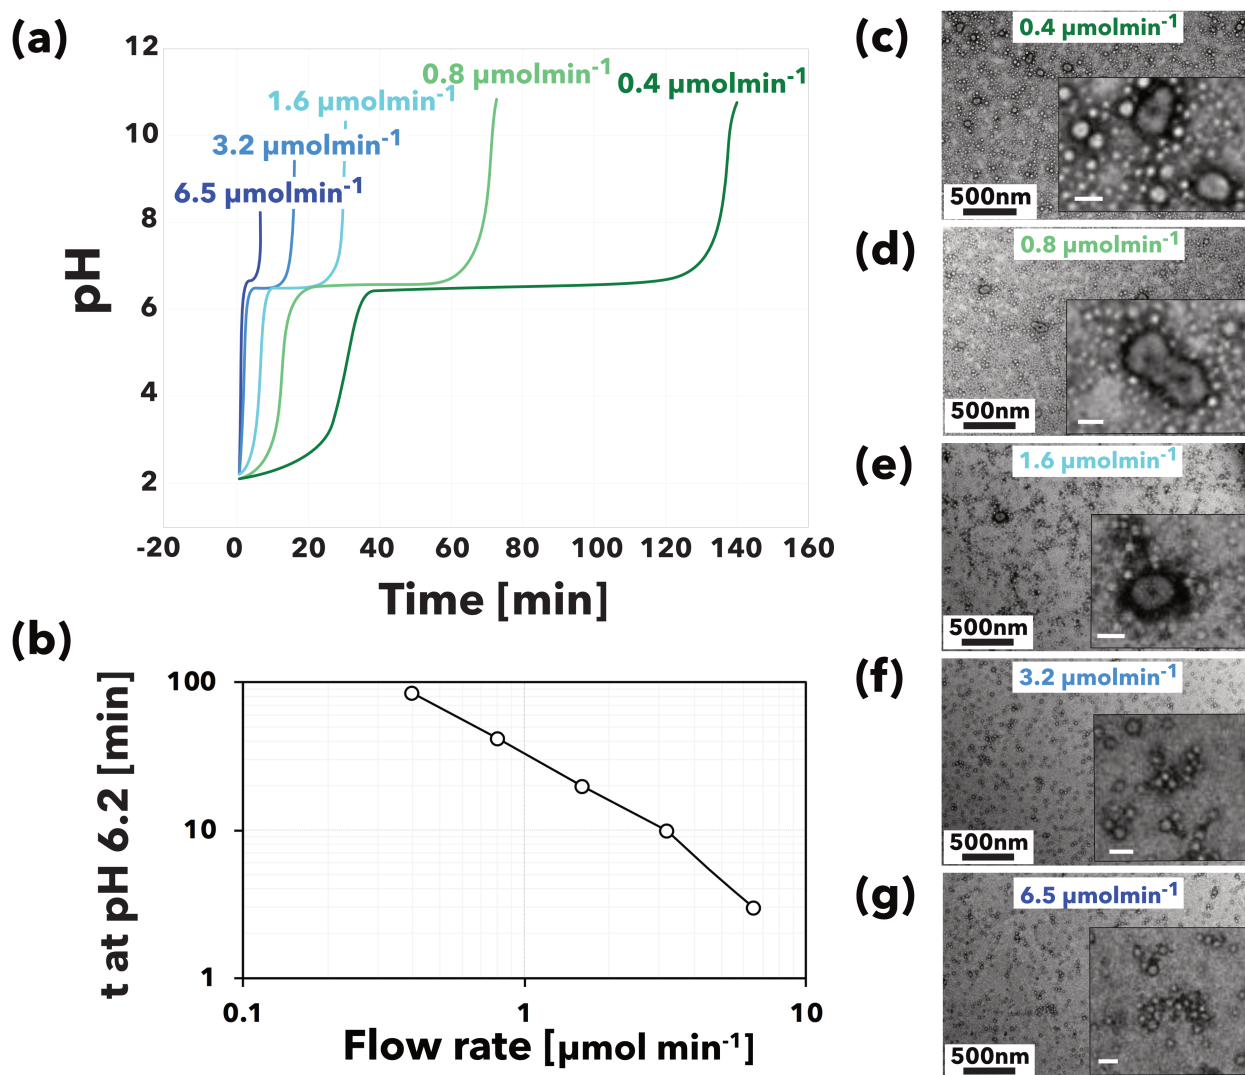 (a)
12
10
8
6
4
2
pH
0.8 µmolmin⁻¹
0.4 µmolmin⁻¹
1.6 µmolmin⁻¹
3.2 µmolmin⁻¹
6.5 µmolmin⁻¹
-20 0 20 40 60 80 100 120 140 160
Time [min]
(b)
100
10
1
t at pH 6.2 [min]
0.1 1 10
Flow rate [µmol min⁻¹]
(c)
0.4 µmolmin⁻¹
500nm
(d)
0.8 µmolmin⁻¹
500nm
(e)
1.6 µmolmin⁻¹
500nm
(f)
3.2 µmolmin⁻¹
500nm
(g)
6.5 µmolmin⁻¹
500nm